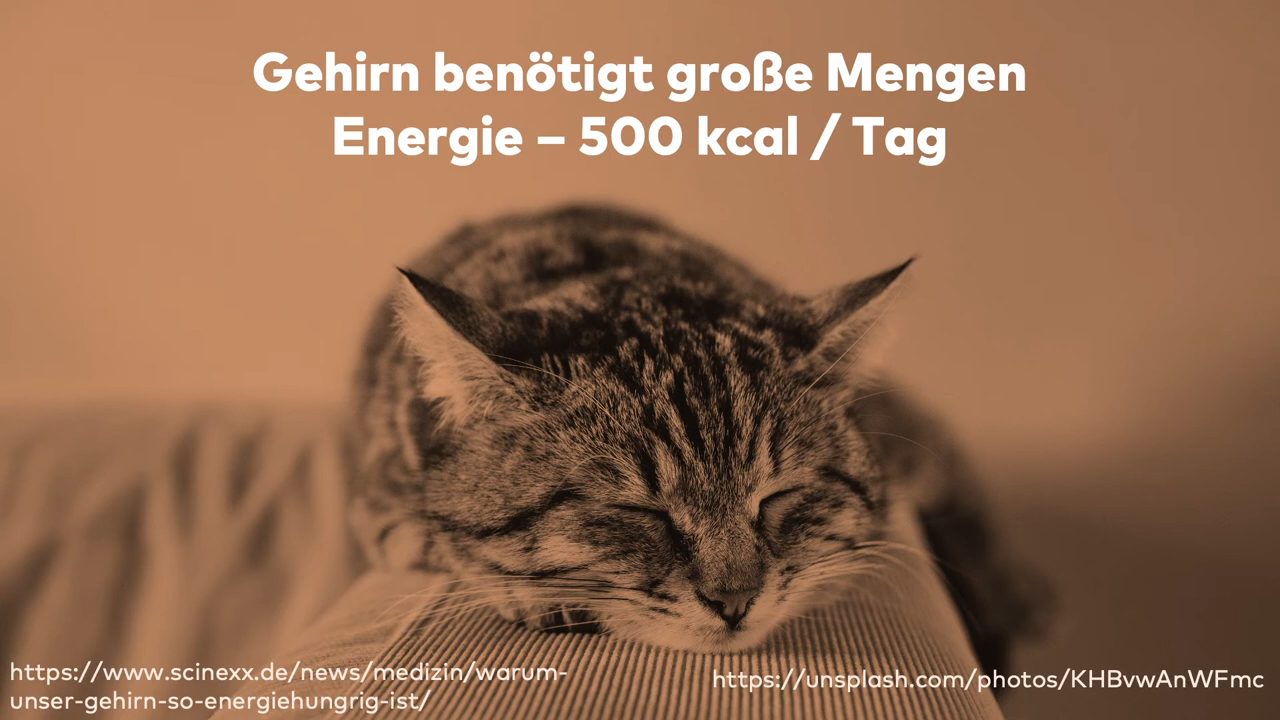 Gehirn benötigt große Mengen
Energie – 500 kcal / Tag
https://www.scinexx.de/news/medizin/warum-
unser-gehirn-so-energiehungrig-ist/
https://unsplash.com/photos/KHBvwAnWFmc